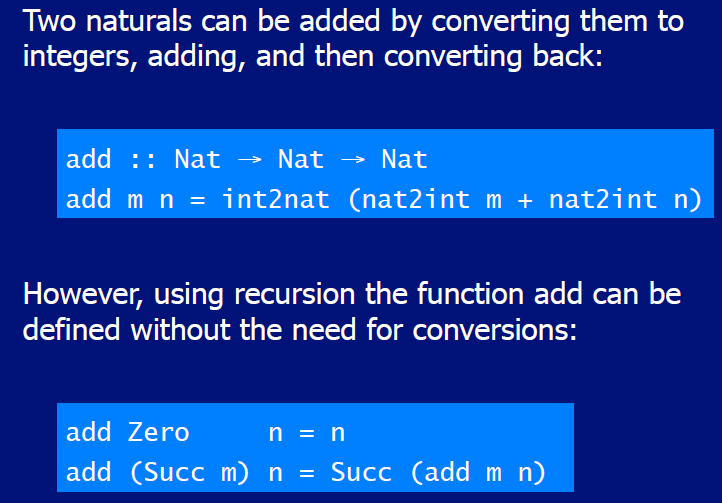 Two naturals can be added by converting them to
integers, adding, and then converting back:
add :: Nat → Nat → Nat
add m n = int2nat (nat2int m + nat2int n)
However, using recursion the function add can be
defined without the need for conversions:
add Zero     n = n
add (Succ m) n = Succ (add m n)